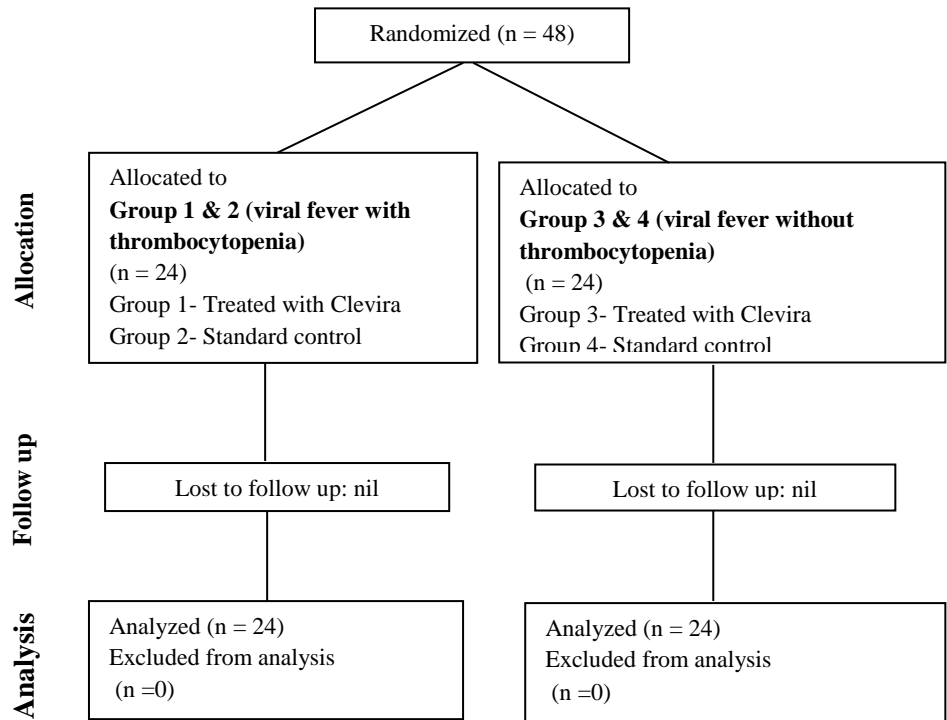 Randomized (n = 48)
Allocation
Allocated to
Group 1 & 2 (viral fever with
thrombocytopenia)
(n = 24)
Group 1- Treated with Clevira
Group 2- Standard control
Allocated to
Group 3 & 4 (viral fever without
thrombocytopenia)
(n = 24)
Group 3- Treated with Clevira
Group 4- Standard control
Follow up
Lost to follow up: nil
Lost to follow up: nil
Analysis
Analyzed (n = 24)
Excluded from analysis
(n =0)
Analyzed (n = 24)
Excluded from analysis
(n =0)